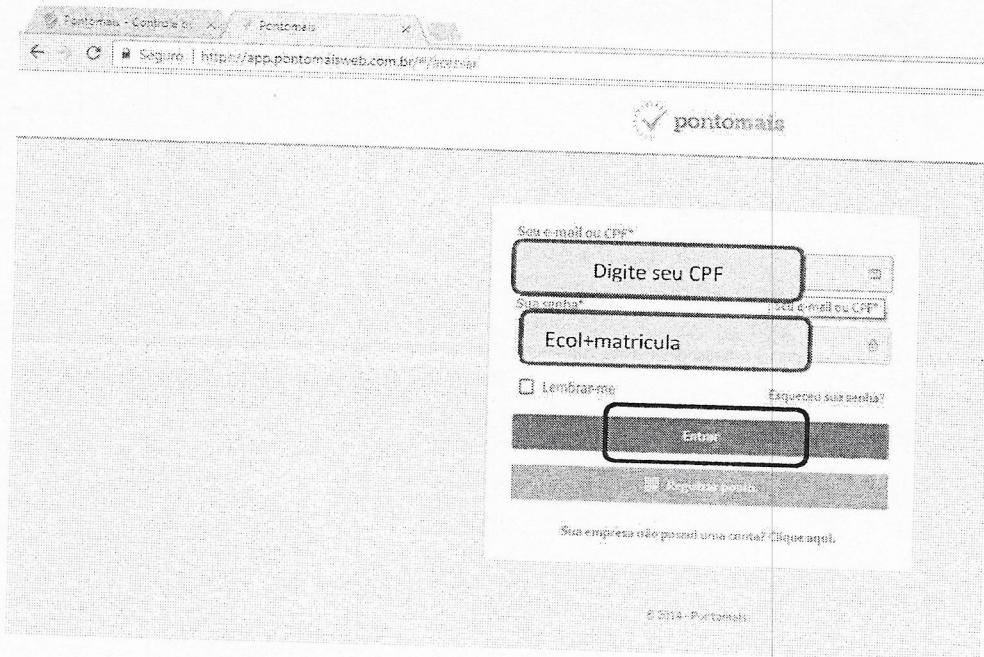 Pontomais - Controle
Pontomais
Seguro | https://app.pontomaisweb.com.br/#/acessar
pontomais
Seu e-mail ou CPF*
Digite seu CPF
Sua senha*
Seu e-mail ou CPF*
Ecol+matricula
Lembrar-me
Esqueceu sua senha?
Entrar
Registrar ponto
Sua empresa não possui uma conta? Clique aqui.
© 2014 - Pontomais